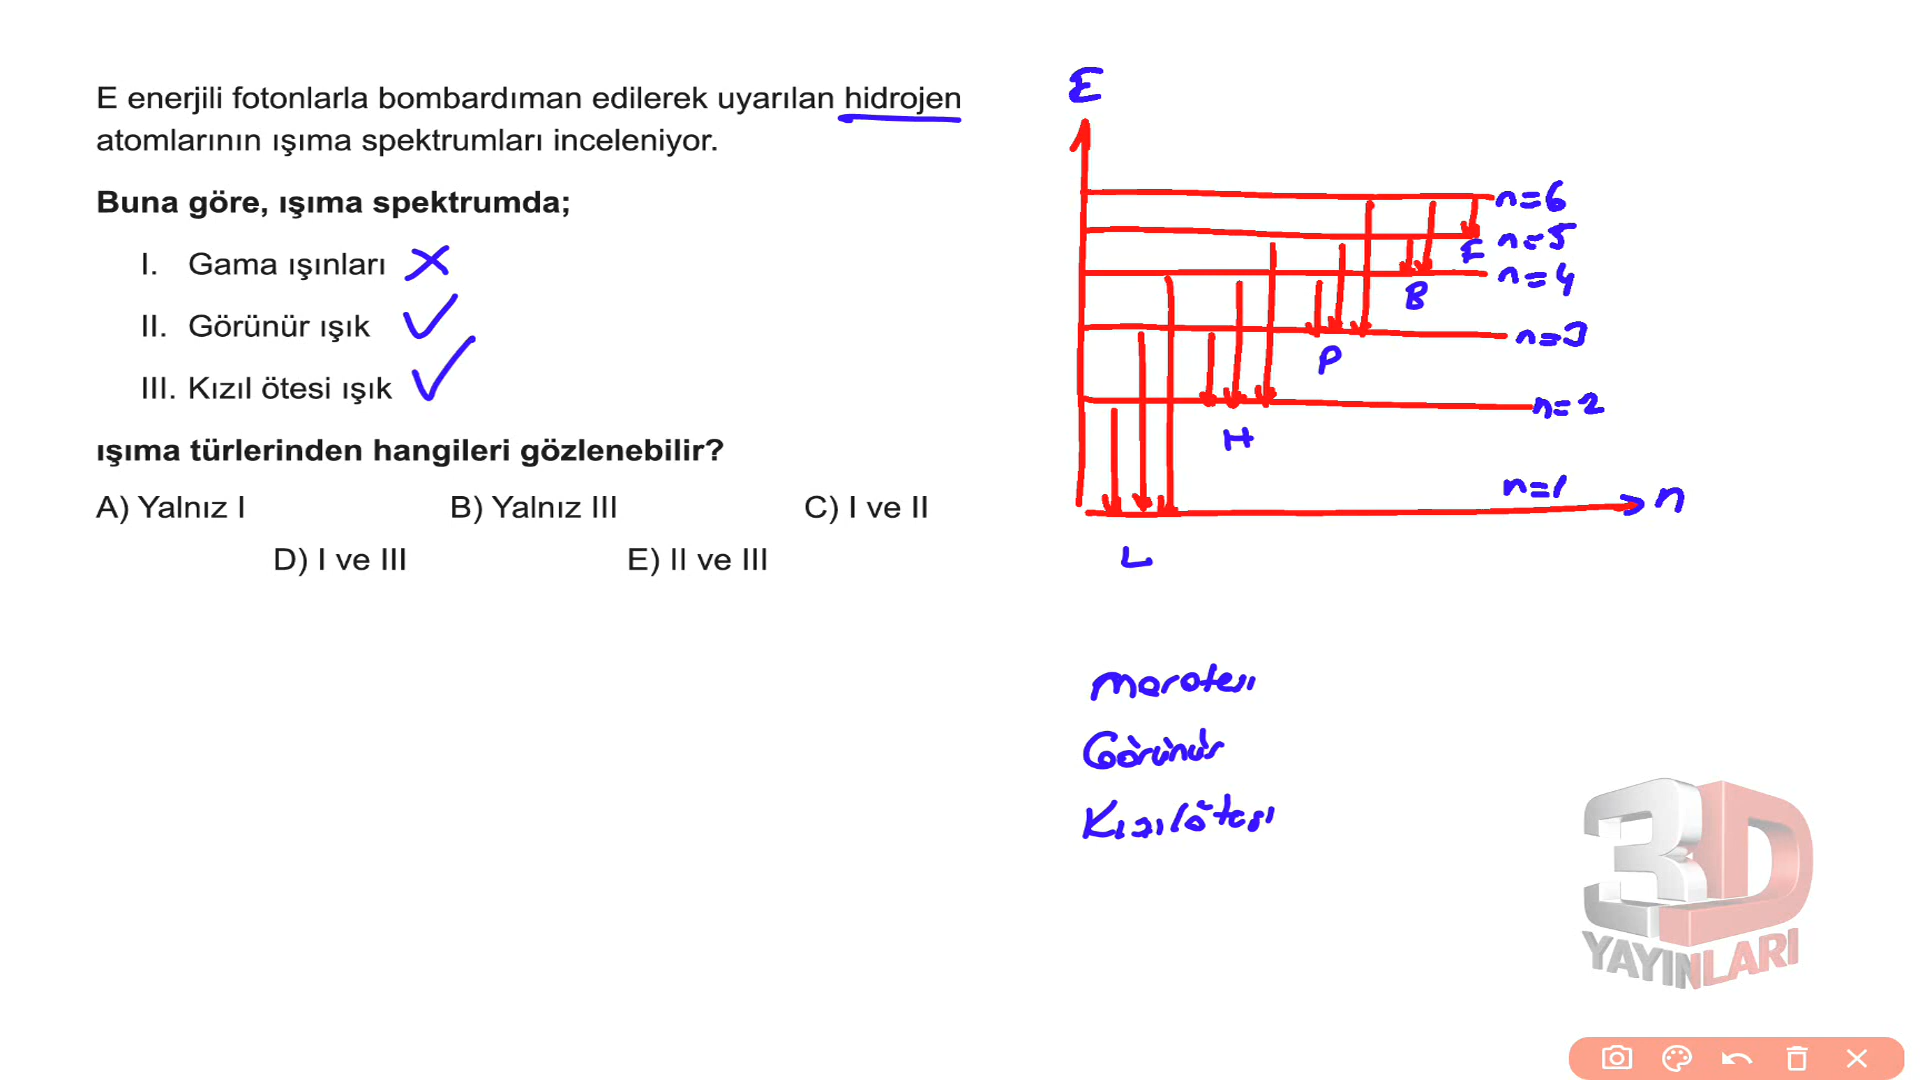 E enerjili fotonlarla bombardıman edilerek uyarılan hidrojen
atomlarının ışıma spektrumları inceleniyor.
Buna göre, ışıma spektrumda;
I. Gama ışınları
II. Görünür ışık
III. Kızıl ötesi ışık
ışıma türlerinden hangileri gözlenebilir?
A) Yalnız I B) Yalnız III C) I ve II
D) I ve III E) II ve III
E
n=6
n=5
n=4
n=3
n=2
n=1
n
B
P
H
L
Morötesi
Görünür
Kızılötesi
3D
YAYINLARI